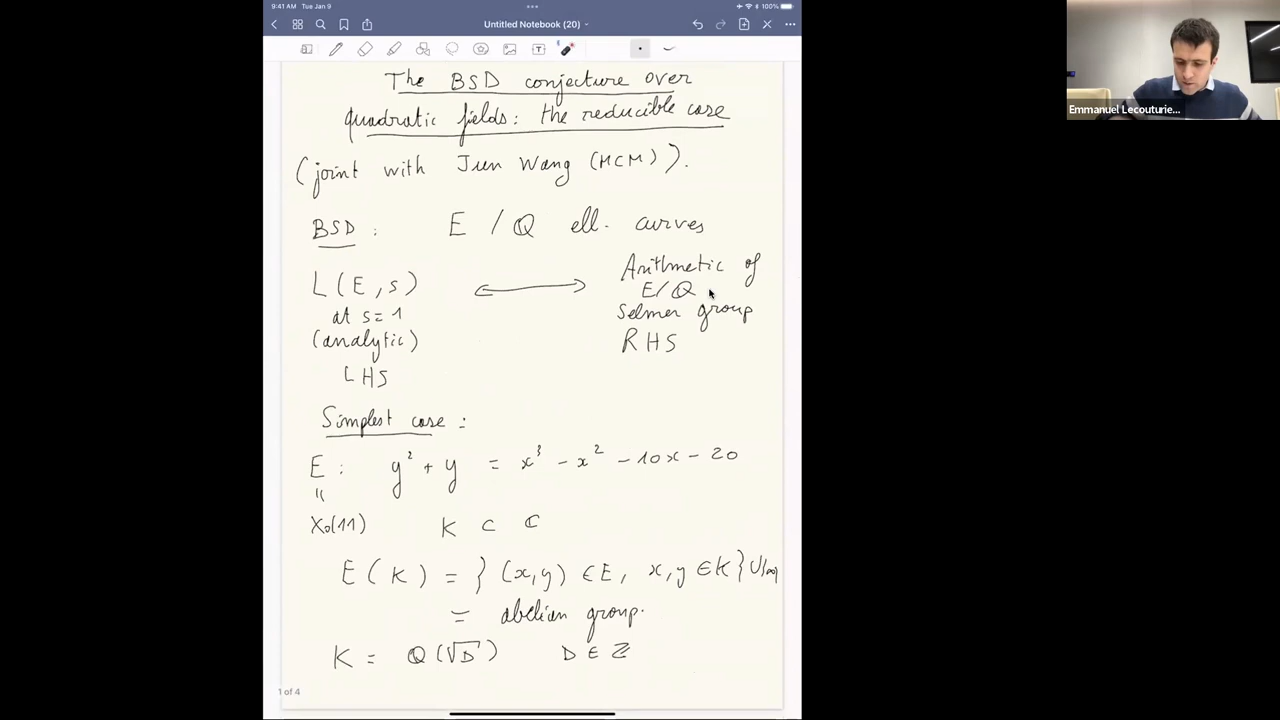 9:41 AM Tue Jan 9
100%
Untitled Notebook (20)
The BSD conjecture over
quadratic fields: the reducible case
(joint with Jun Wang (MCM)).
BSD: E / ℚ ell. curves
L(E, s) ⟷ Arithmetic of
E/ℚ
at s=1 Selmer group
(analytic) RHS
LHS
Simplest case:
E: y² + y = x³ - x² - 10x - 20
"
X₀(11) K ⊂ ℂ
E(K) = } (x,y) ∈ E, x,y ∈ K} ∪ {∞}
= abelian group.
K = ℚ(√D) D ∈ ℤ
1 of 4
Emmanuel Lecouturie...